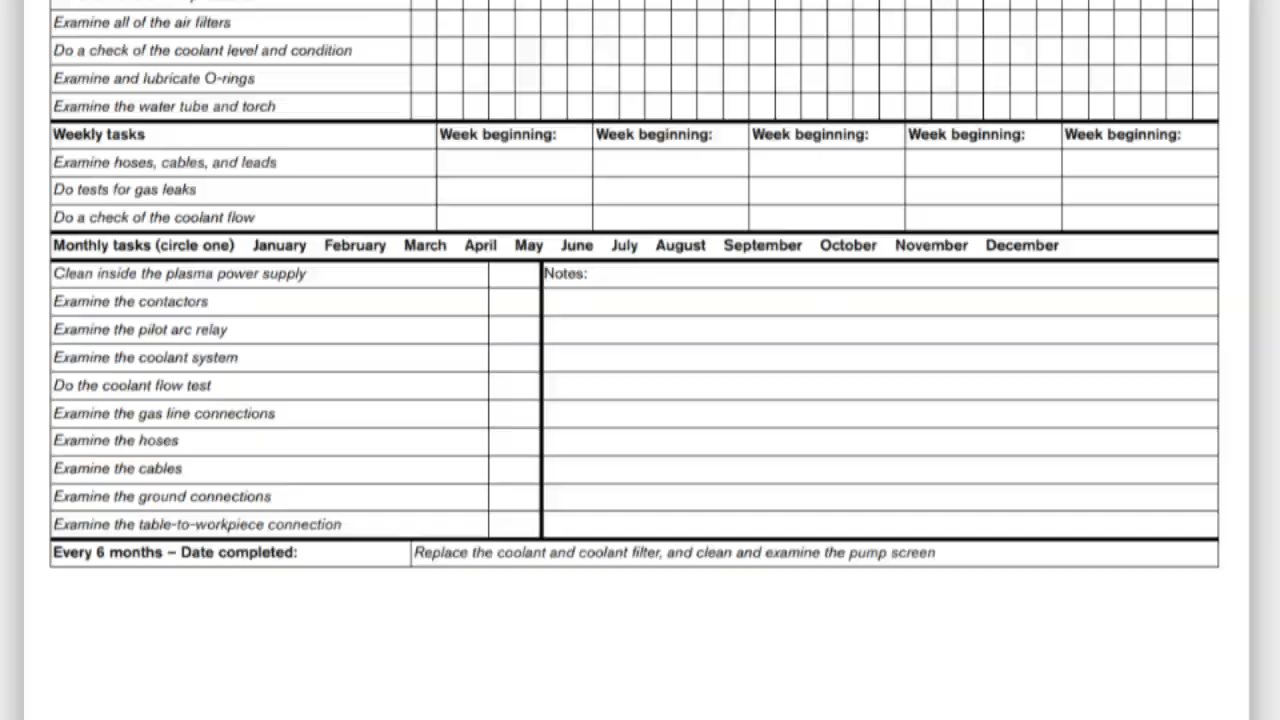 Examine all of the air filters
Do a check of the coolant level and condition
Examine and lubricate O-rings
Examine the water tube and torch
Weekly tasks Week beginning: Week beginning: Week beginning: Week beginning: Week beginning:
Examine hoses, cables, and leads
Do tests for gas leaks
Do a check of the coolant flow
Monthly tasks (circle one) January February March April May June July August September October November December
Clean inside the plasma power supply Notes:
Examine the contactors
Examine the pilot arc relay
Examine the coolant system
Do the coolant flow test
Examine the gas line connections
Examine the hoses
Examine the cables
Examine the ground connections
Examine the table-to-workpiece connection
Every 6 months – Date completed: Replace the coolant and coolant filter, and clean and examine the pump screen